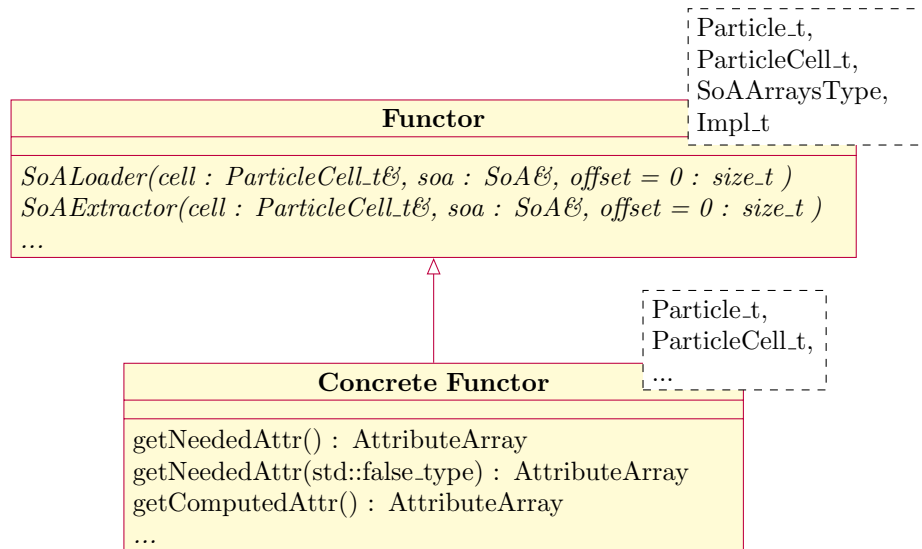 Particle_t,
ParticleCell_t,
SoAArraysType,
Impl_t
Functor
SoALoader(cell : ParticleCell_t&, soa : SoA&, offset = 0 : size_t )
SoAExtractor(cell : ParticleCell_t&, soa : SoA&, offset = 0 : size_t )
...
Particle_t,
ParticleCell_t,
...
Concrete Functor
getNeededAttr() : AttributeArray
getNeededAttr(std::false_type) : AttributeArray
getComputedAttr() : AttributeArray
...